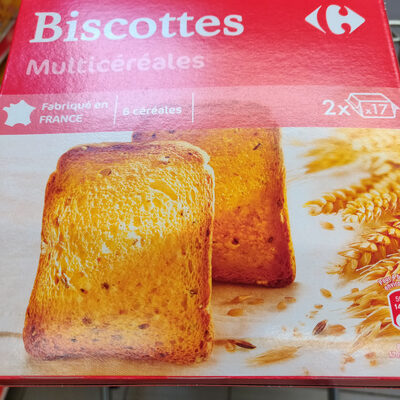 Biscottes
Multicéréales
Fabriqué en
FRANCE
6 céréales
2x
x17